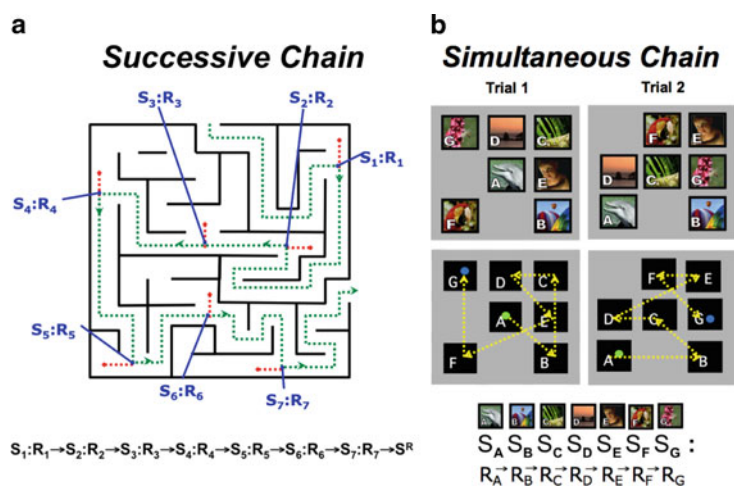 a
Successive Chain
S3:R3
S2:R2
S1:R1
S4:R4
S5:R5
S6:R6
S7:R7
S1:R1→S2:R2→S3:R3→S4:R4→S5:R5→S6:R6→S7:R7→S^R
b
Simultaneous Chain
Trial 1
G D C
A E
F B
G D C
A E
F B
Trial 2
F E
D C G
A B
F E
D C G
A B
SA SB SC SD SE SF SG :
RA→RB→RC→RD→RE→RF→RG